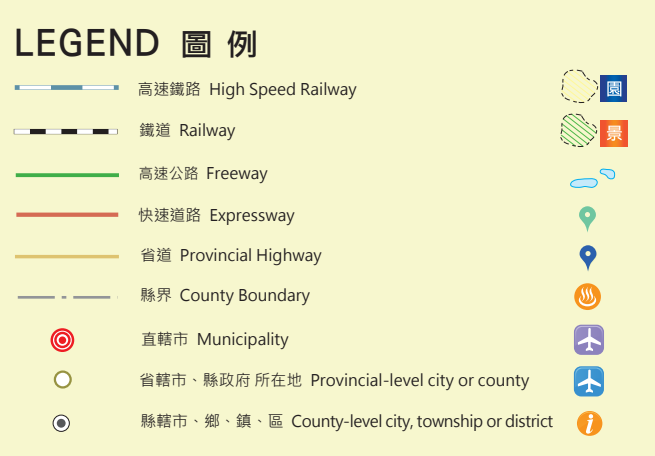 LEGEND 圖 例
高速鐵路 High Speed Railway
園
鐵道 Railway
景
高速公路 Freeway
快速道路 Expressway
省道 Provincial Highway
縣界 County Boundary
直轄市 Municipality
省轄市、縣政府 所在地 Provincial-level city or county
縣轄市、鄉、鎮、區 County-level city, township or district
i